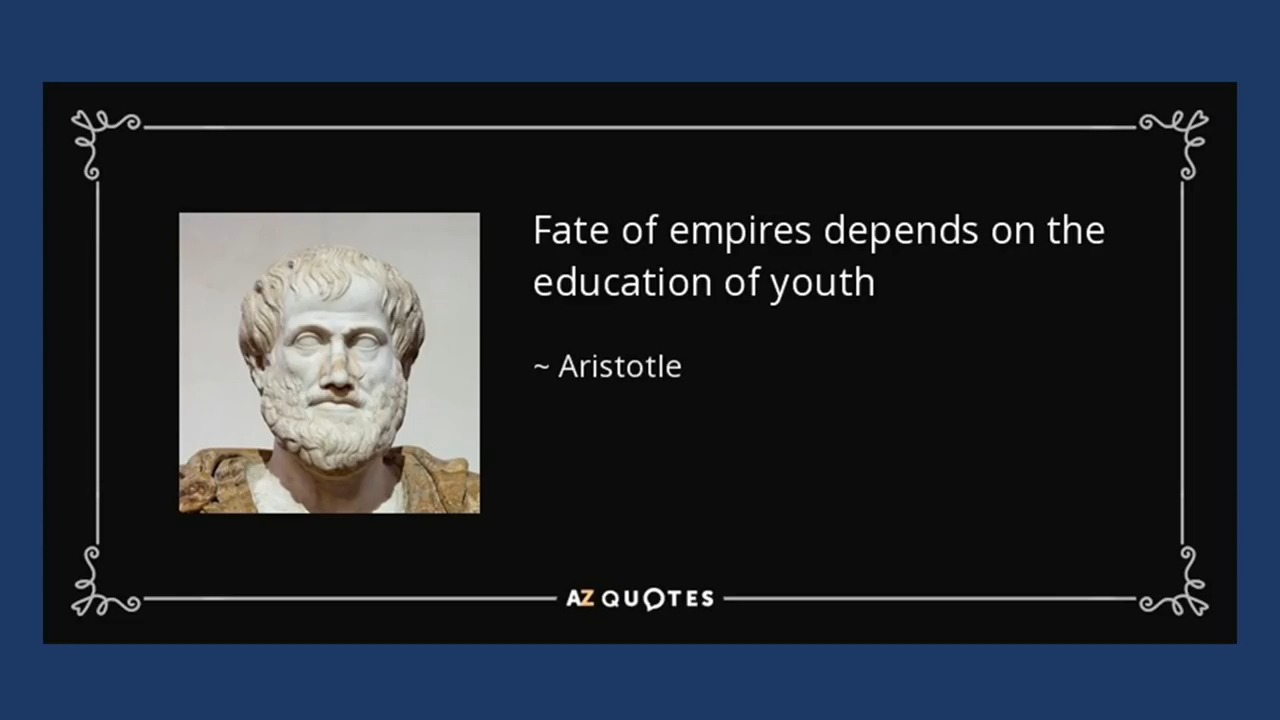 Fate of empires depends on the
education of youth
~ Aristotle
AZ QUOTES